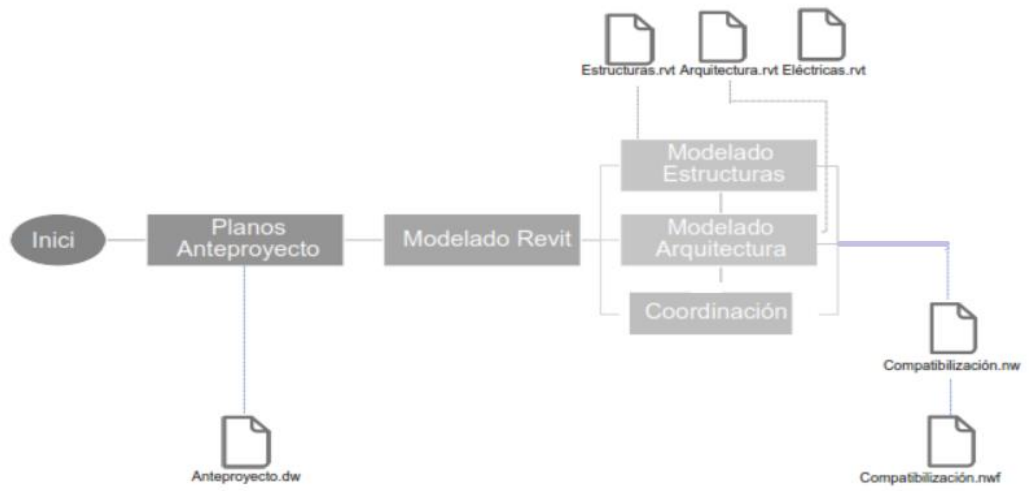 Estructuras.rvt Arquitectura.rvt Eléctricas.rvt
Modelado
Estructuras
Inici
Planos
Anteproyecto
Modelado Revit
Modelado
Arquitectura
Coordinación
Compatibilización.nw
Anteproyecto.dw
Compatibilización.nwf